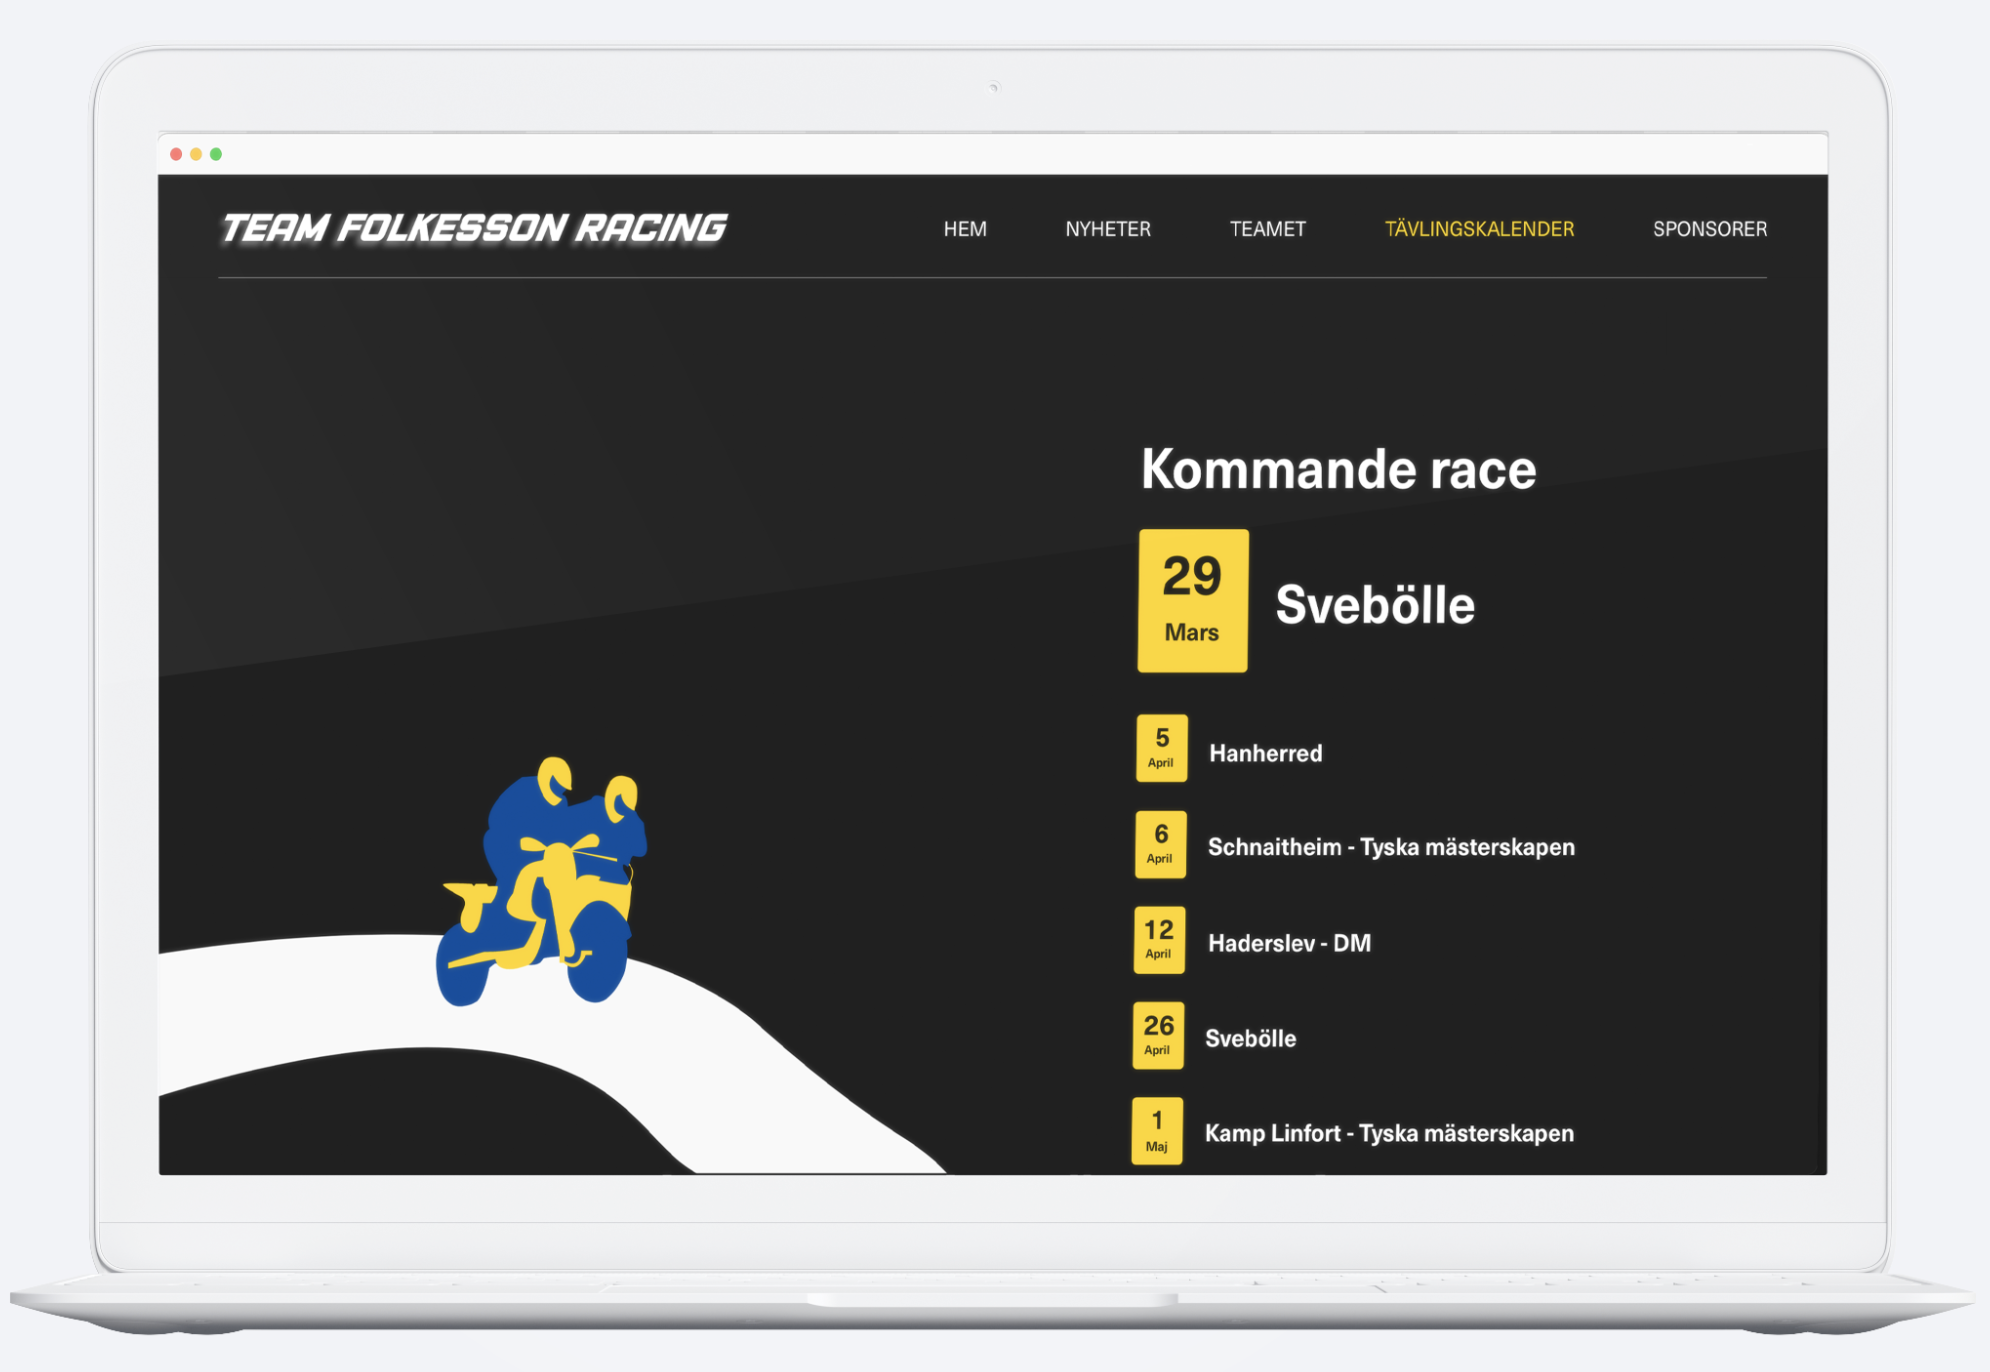 TEAM FOLKESSON RACING
HEM NYHETER TEAMET TÄVLINGSKALENDER SPONSORER
Kommande race
29
Mars
Svebölle
5
April
Hanherred
6
April
Schnaitheim - Tyska mästerskapen
12
April
Haderslev - DM
26
April
Svebölle
1
Maj
Kamp Linfort - Tyska mästerskapen